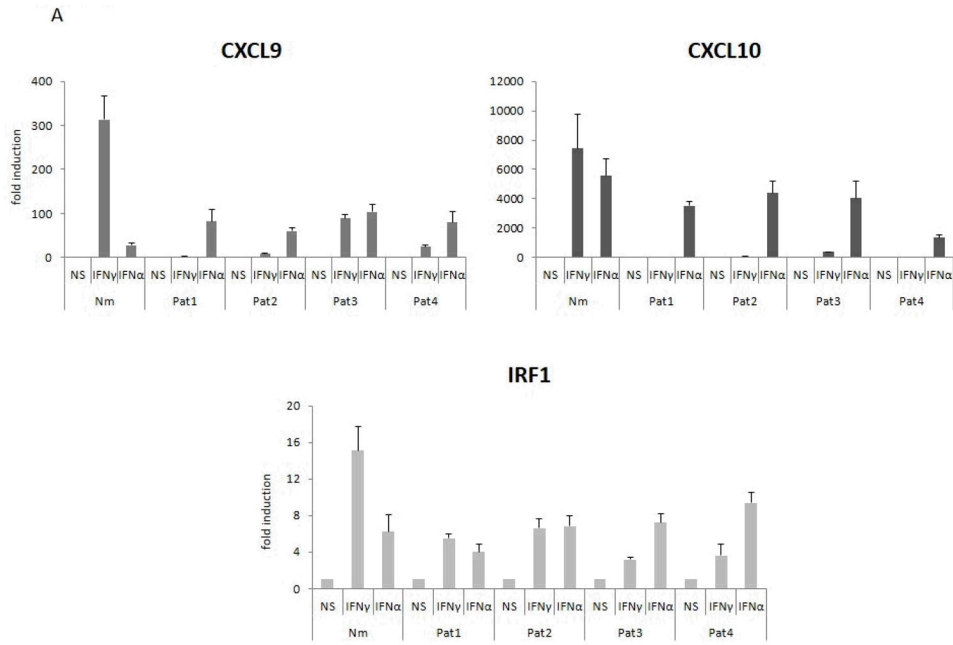 A
CXCL9
400
300
200
100
0
fold induction
NS IFNγ IFNα NS IFNγ IFNα NS IFNγ IFNα NS IFNγ IFNα NS IFNγ IFNα
Nm Pat1 Pat2 Pat3 Pat4
CXCL10
12000
10000
8000
6000
4000
2000
0
NS IFNγ IFNα NS IFNγ IFNα NS IFNγ IFNα NS IFNγ IFNα NS IFNγ IFNα
Nm Pat1 Pat2 Pat3 Pat4
IRF1
20
16
12
8
4
0
fold induction
NS IFNγ IFNα NS IFNγ IFNα NS IFNγ IFNα NS IFNγ IFNα NS IFNγ IFNα
Nm Pat1 Pat2 Pat3 Pat4